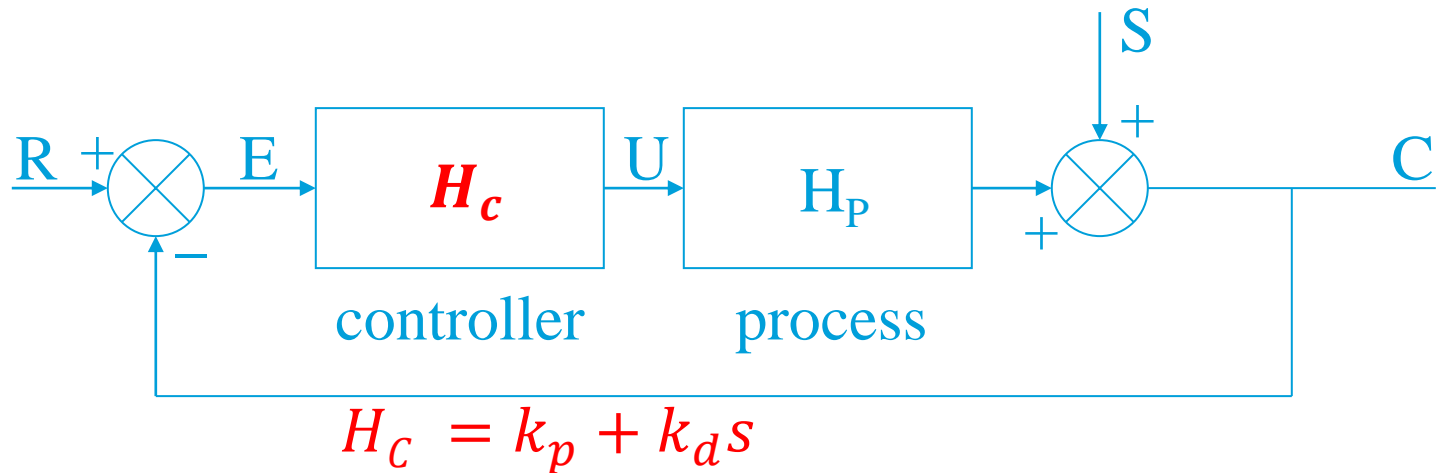 S
+
R + E H_c U H_P C
− +
controller process
H_C = k_p + k_d s